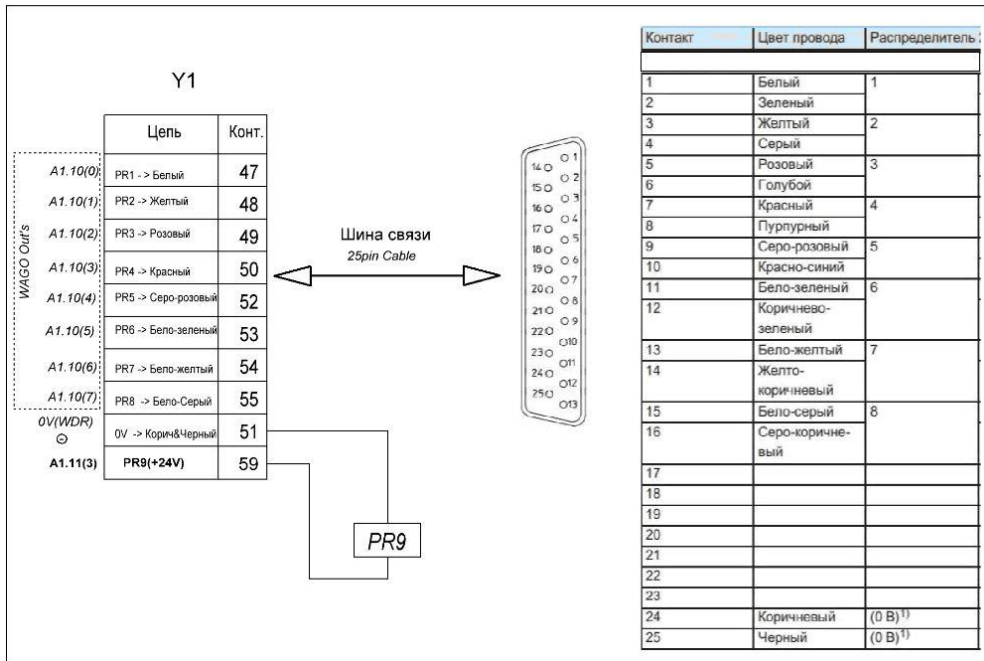 Y1
Цепь Конт.
WAGO Out's
A1.10(0) PR1 -> Белый 47
A1.10(1) PR2 -> Желтый 48
A1.10(2) PR3 -> Розовый 49
A1.10(3) PR4 -> Красный 50
A1.10(4) PR5 -> Серо-розовый 52
A1.10(5) PR6 -> Бело-зеленый 53
A1.10(6) PR7 -> Бело-желтый 54
A1.10(7) PR8 -> Бело-Серый 55
0V(WDR) 0V -> Корич&Черный 51
A1.11(3) PR9(+24V) 59
PR9
Шина связи
25pin Cable
1
14
2
15
3
16
4
17
5
18
6
19
7
20
8
21
9
22
10
23
11
24
12
25
13
Контакт Цвет провода Распределитель
1 Белый 1
2 Зеленый
3 Желтый 2
4 Серый
5 Розовый 3
6 Голубой
7 Красный 4
8 Пурпурный
9 Серо-розовый 5
10 Красно-синий
11 Бело-зеленый 6
12 Коричнево-
зеленый
13 Бело-желтый 7
14 Желто-
коричневый
15 Бело-серый 8
16 Серо-коричне-
вый
17
18
19
20
21
22
23
24 Коричневый (0 В)1)
25 Черный (0 В)1)